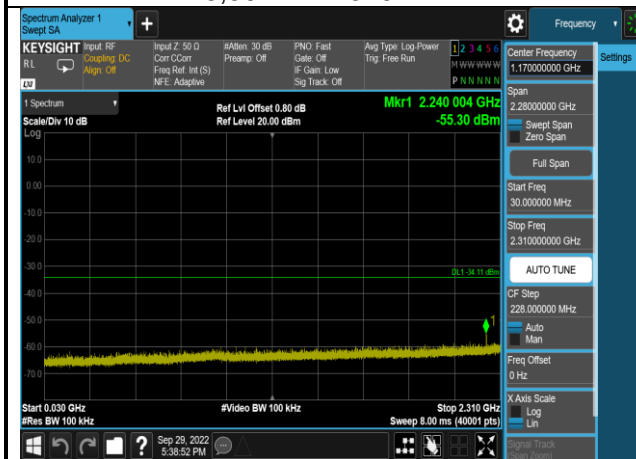 Spectrum Analyzer 1
Swept SA
Frequency
KEYSIGHT
RL
LXI
Input: RF
Coupling: DC
Align: Off
Input Z: 50 Ω
Corr CCorr
Freq Ref: Int (S)
NFE: Adaptive
#Atten: 30 dB
Preamp: Off
PNO: Fast
Gate: Off
IF Gain: Low
Sig Track: Off
Avg Type: Log-Power
Trig: Free Run
1 2 3 4 5 6
M W W W W W
P N N N N N
1 Spectrum
Scale/Div 10 dB
Log
Ref Lvl Offset 0.80 dB
Ref Level 20.00 dBm
Mkr1 2.240 004 GHz
-55.30 dBm
10.0
0.00
-10.0
-20.0
-30.0
-40.0
-50.0
-60.0
-70.0
DL1 -34.11 dBm
1
Start 0.030 GHz
#Res BW 100 kHz
#Video BW 100 kHz
Stop 2.310 GHz
Sweep 8.00 ms (40001 pts)
Sep 29, 2022
5:38:52 PM
Center Frequency
1.170000000 GHz
Settings
Span
2.28000000 GHz
Swept Span
Zero Span
Full Span
Start Freq
30.000000 MHz
Stop Freq
2.310000000 GHz
AUTO TUNE
CF Step
228.000000 MHz
Auto
Man
Freq Offset
0 Hz
X Axis Scale
Log
Lin
Signal Track
(Span Zoom)